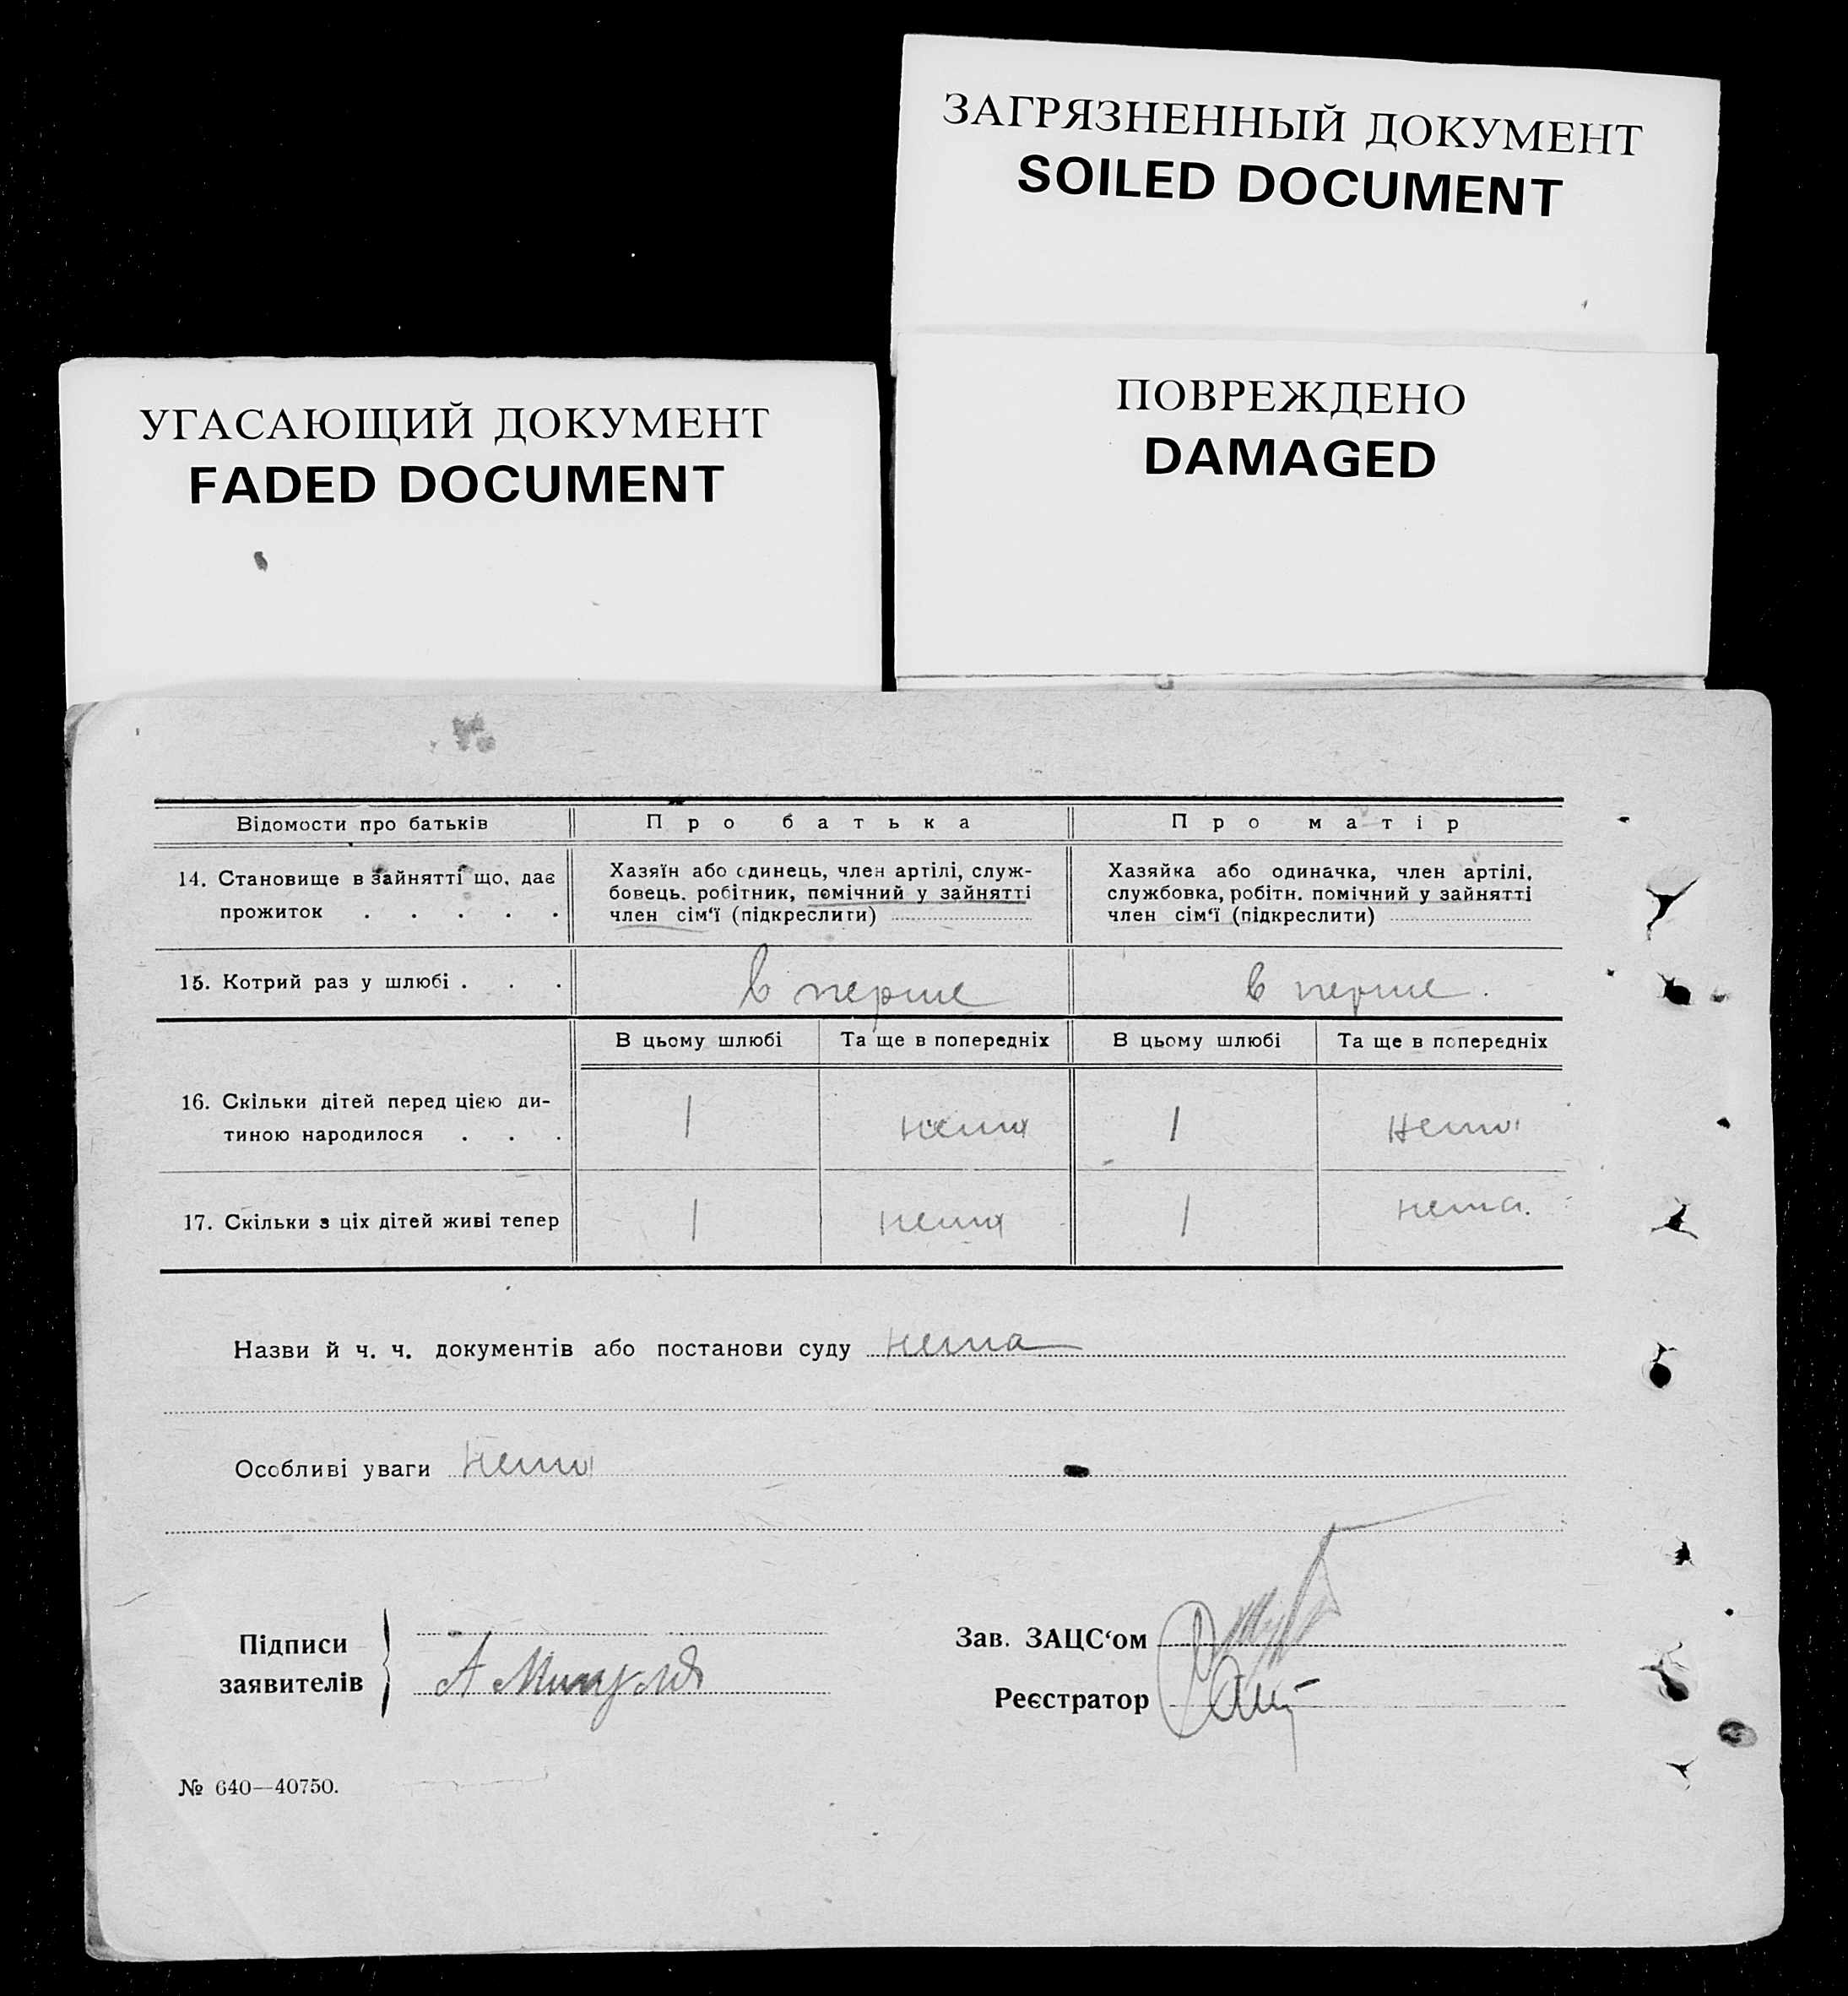 ЗАГРЯЗНЕННЫЙ ДОКУМЕНТ
SOILED DOCUMENT
УГАСАЮЩИЙ ДОКУМЕНТ
FADED DOCUMENT
ПОВРЕЖДЕНО
DAMAGED
Відомости про батьків Про батька Про матір
14. Становище в зайнятті що, дає
прожиток . . . . .
Хазяїн або одинець, член артілі, служ-
бовець. робітник, помічний у зайнятті
член сім'ї (підкреслити)
Хазяйка або одиначка, член артілі,
службовка, робітн. помічний у зайнятті
член сім'ї (підкреслити)
15. Котрий раз у шлюбі . . . в перше в перше.
В цьому шлюбі Та ще в попередніх В цьому шлюбі Та ще в попередніх
16. Скільки дітей перед цією ди-
тиною народилося . . . 1 нема 1 нема
17. Скільки з ціх дітей живі тепер 1 нема 1 нема.
Назви й ч. ч. документів або постанови суду нема
Особливі уваги нема
Підписи
заявителів
А
Зав. ЗАЦС'ом
Реєстратор
№ 640—40750.